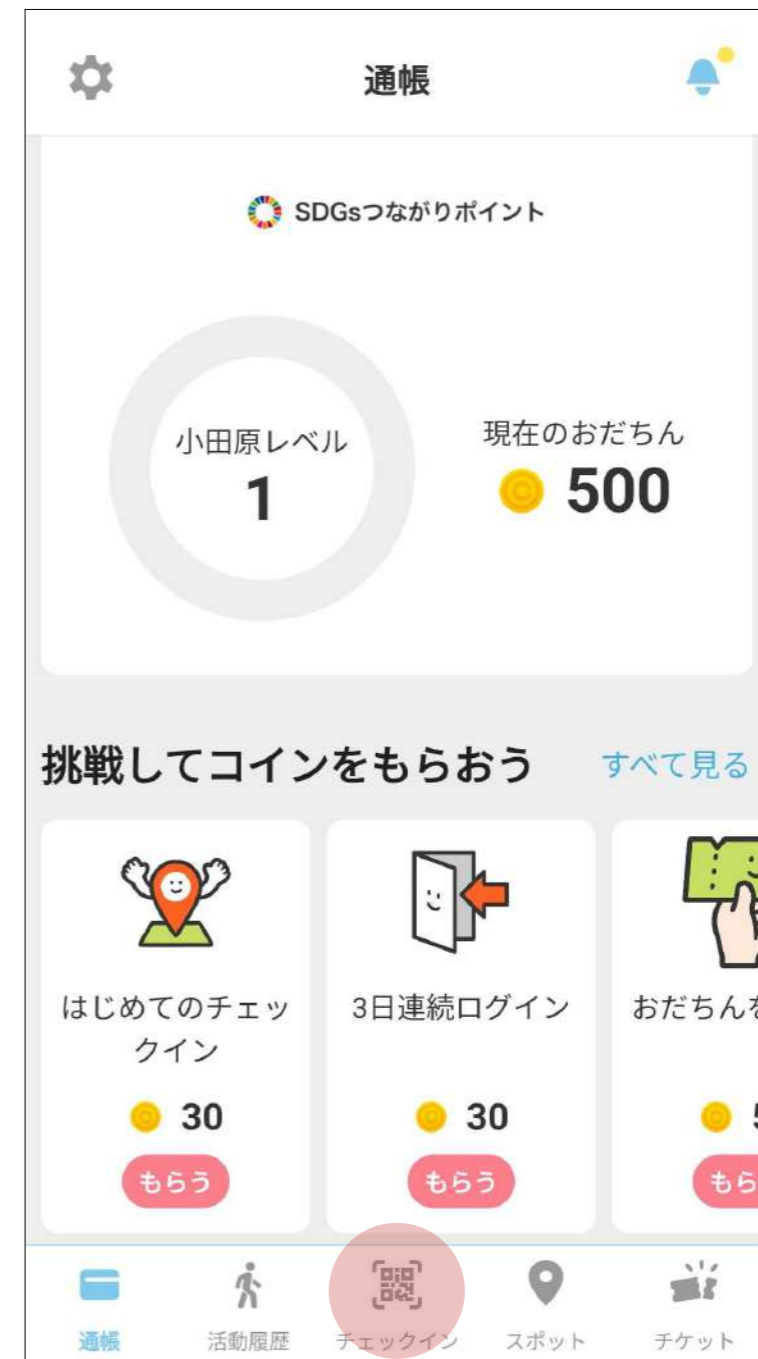 通帳
SDGsつながりポイント
小田原レベル
1
現在のおだちん
500
挑戦してコインをもらおう
すべて見る
はじめてのチェッ
クイン
30
もらう
3日連続ログイン
30
もらう
おだちんを
もら
通帳
活動履歴
チェックイン
スポット
チケット